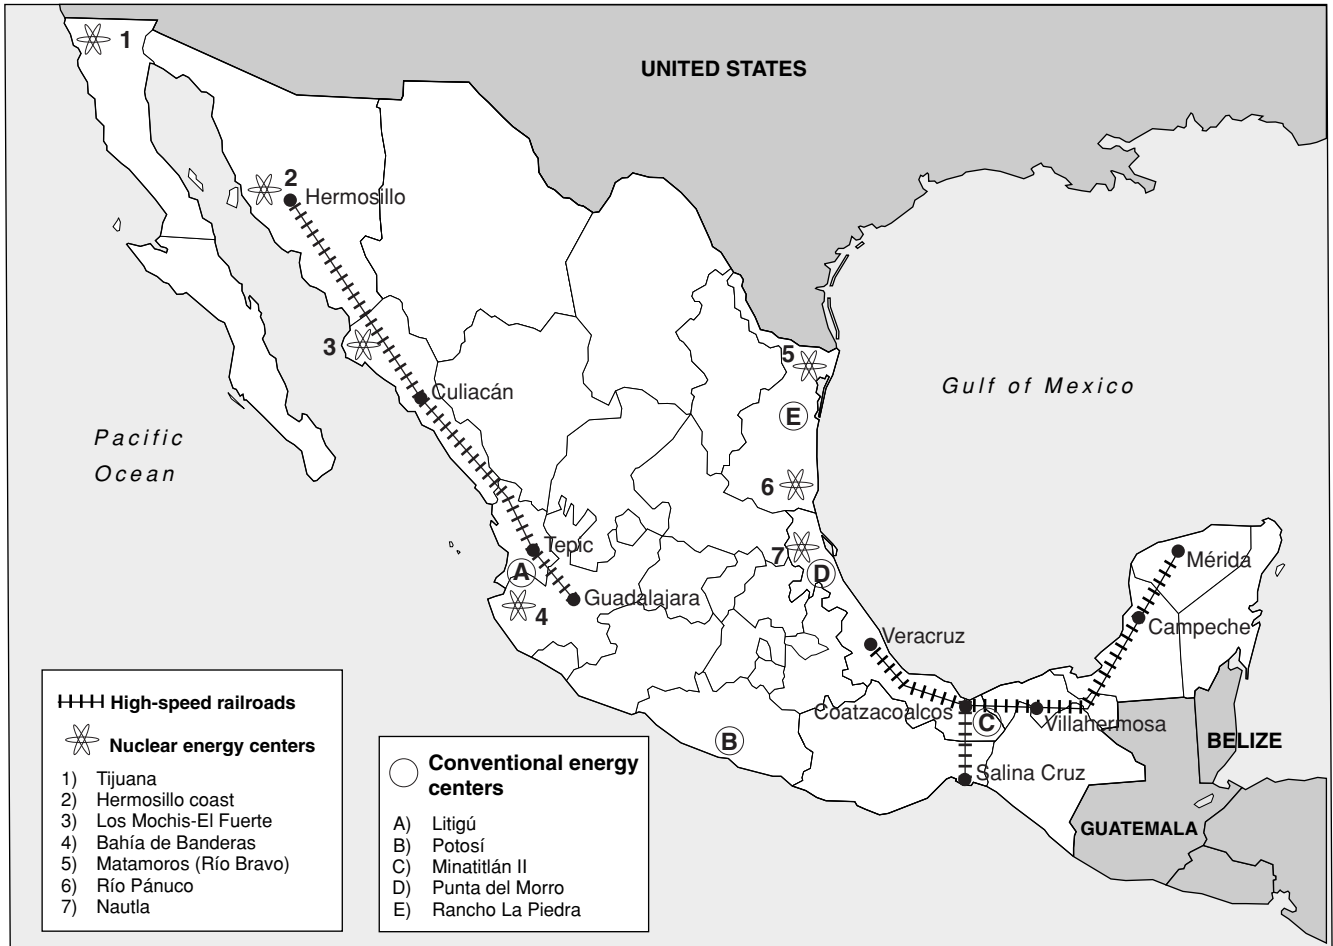 UNITED STATES
1
2
Hermosillo
3
Culiacán
5
E
Gulf of Mexico
Pacific
Ocean
6
7
Tepic
A
D
Mérida
Guadalajara
4
Campeche
Veracruz
Coatzacoalcos
C
Villahermosa
B
BELIZE
Salina Cruz
GUATEMALA
High-speed railroads
Nuclear energy centers
1) Tijuana
2) Hermosillo coast
3) Los Mochis-El Fuerte
4) Bahía de Banderas
5) Matamoros (Río Bravo)
6) Río Pánuco
7) Nautla
Conventional energy
centers
A) Litigú
B) Potosí
C) Minatitlán II
D) Punta del Morro
E) Rancho La Piedra